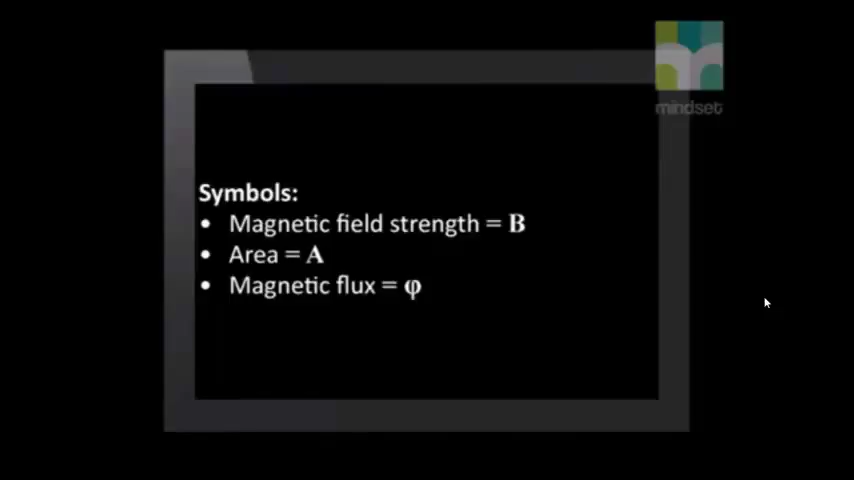 mindset
Symbols:
• Magnetic field strength = B
• Area = A
• Magnetic flux = φ